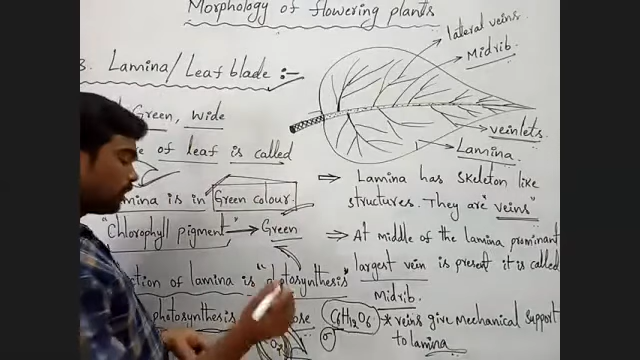 Morphology of flowering plants
3. Lamina/Leaf blade :-
Green, wide
of leaf is called
is in Green colour.
"Chlorophyll pigment" → Green
of lamina is "photosynthesis"
photosynthesis
C6H12O6
lateral veins
Midrib.
veinlets.
Lamina.
⇒ Lamina has skeleton like
structures. They are "veins"
⇒ At middle of the lamina prominant
largest vein is present it is called
Midrib.
* veins give mechanical support
to lamina